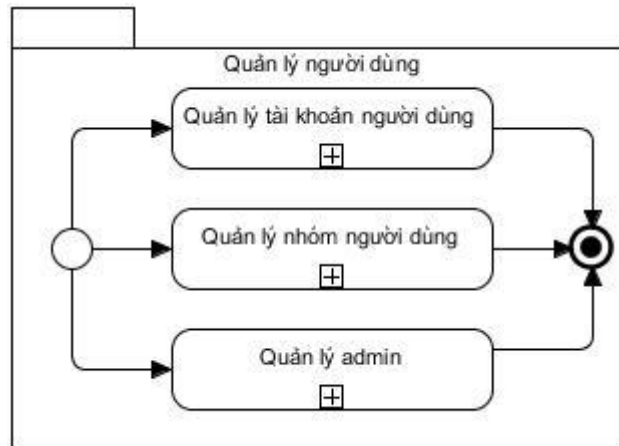 Quản lý người dùng
Quản lý tài khoản người dùng
Quản lý nhóm người dùng
Quản lý admin